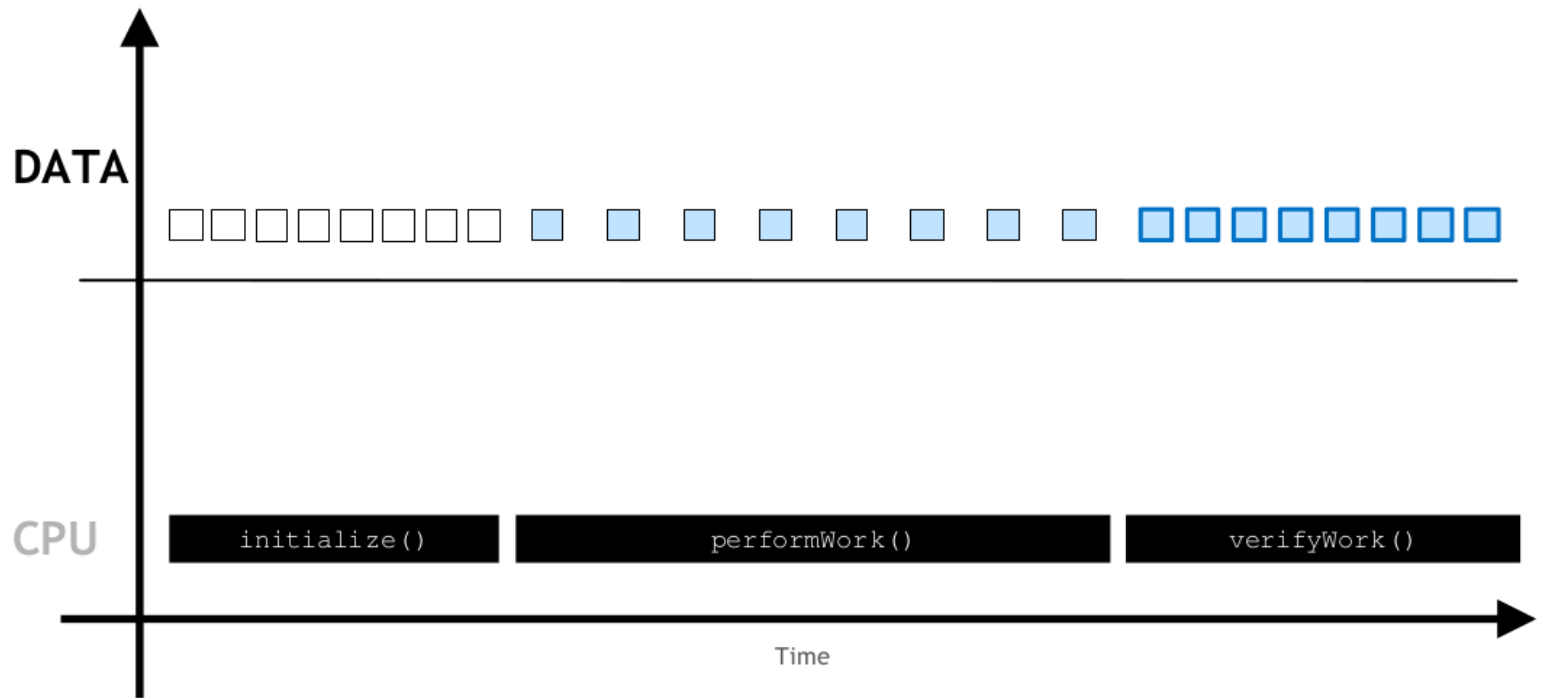 DATA
CPU
initialize()
performWork()
verifyWork()
Time